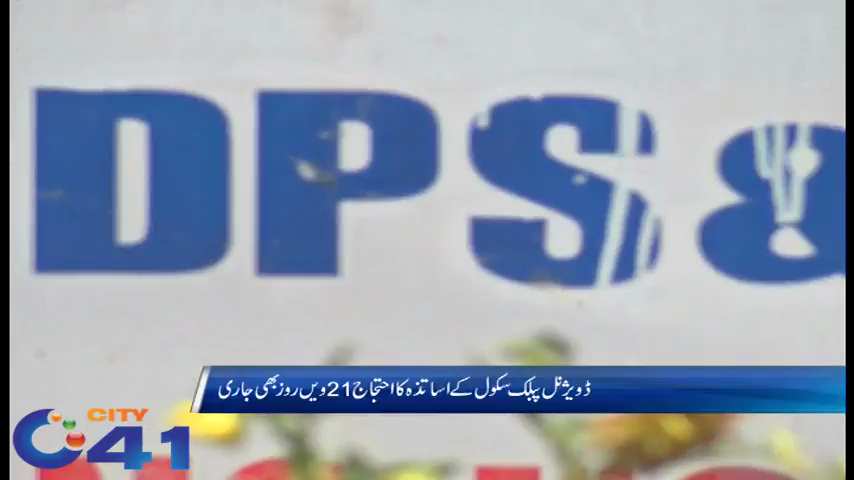 DPS &
ڈویژنل پبلک سکول کے اساتذہ کا احتجاج 21 ویں روز بھی جاری
CITY
41